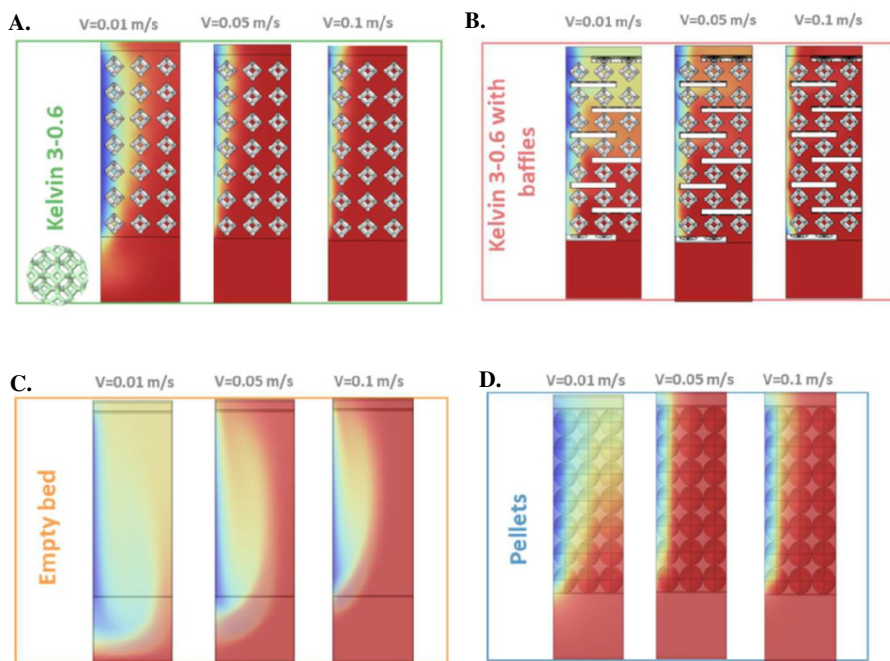 A.
V=0.01 m/s V=0.05 m/s V=0.1 m/s
Kelvin 3-0.6
B.
V=0.01 m/s V=0.05 m/s V=0.1 m/s
Kelvin 3-0.6 with
baffles
C.
V=0.01 m/s V=0.05 m/s V=0.1 m/s
Empty bed
D.
V=0.01 m/s V=0.05 m/s V=0.1 m/s
Pellets